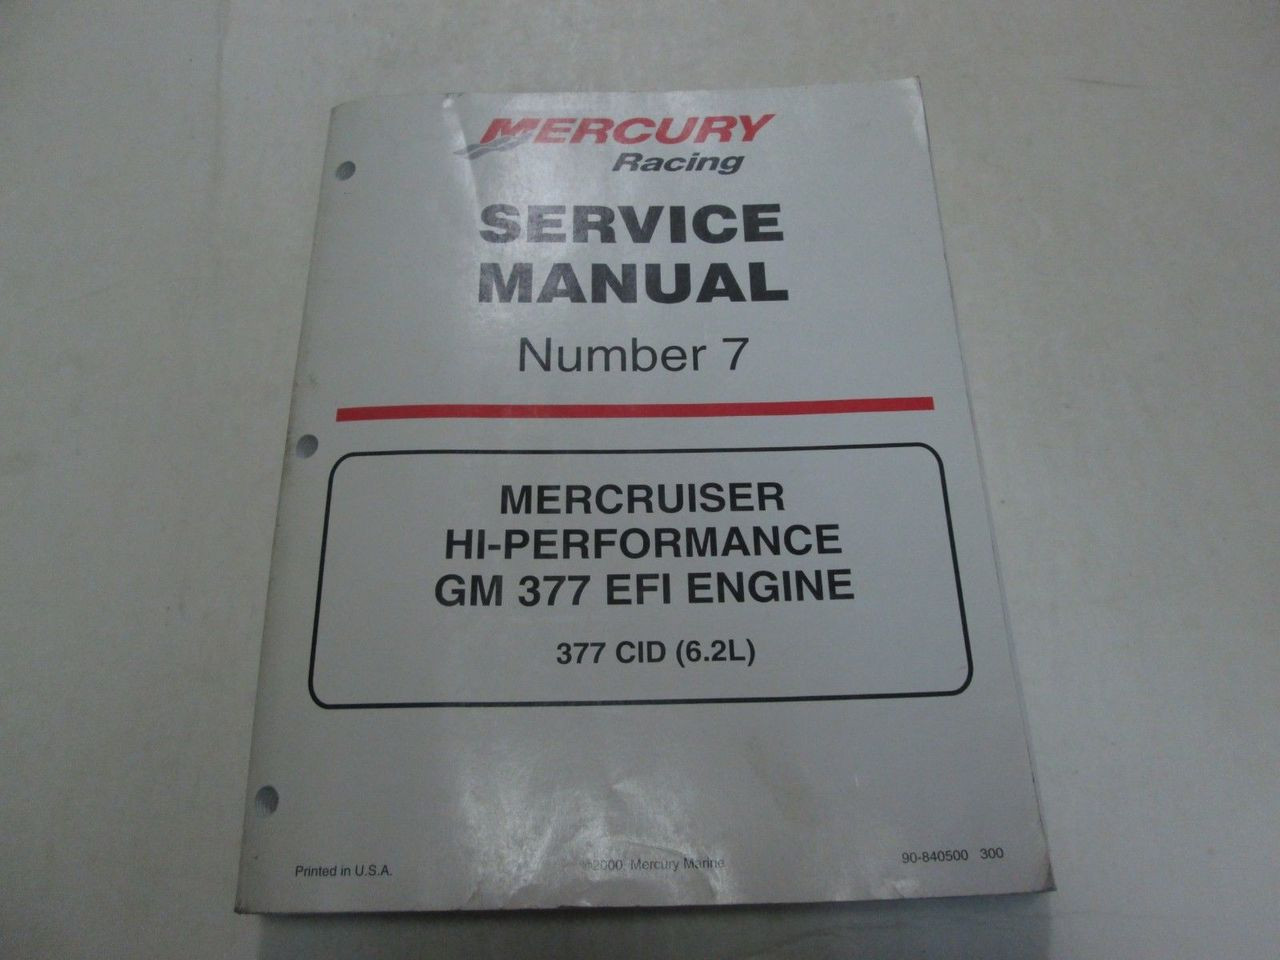 MERCURY
Racing
SERVICE
MANUAL
Number 7
MERCRUISER
HI-PERFORMANCE
GM 377 EFI ENGINE
377 CID (6.2L)
Printed in U.S.A.
©2000, Mercury Marine
90-840500 300